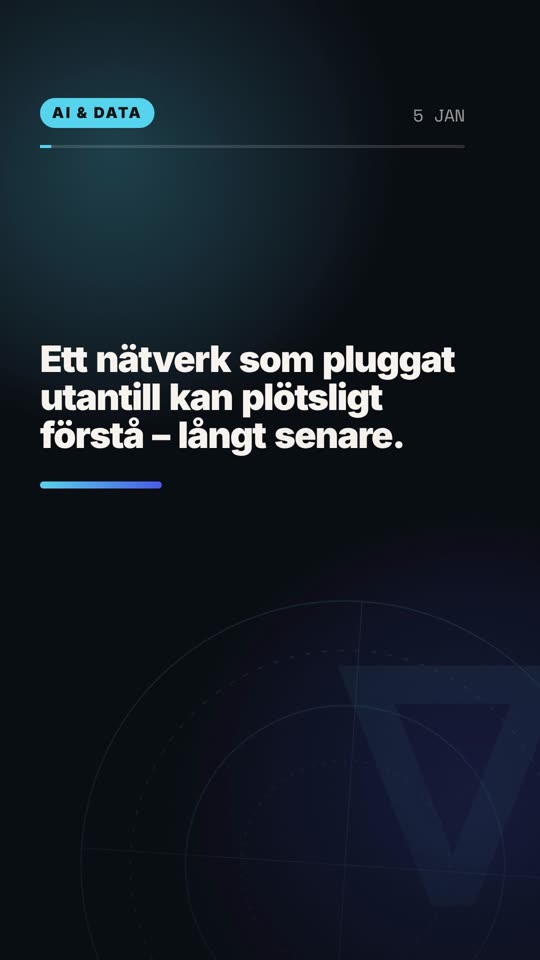 AI & DATA
5 JAN
Ett nätverk som pluggat
utantill kan plötsligt
förstå – långt senare.